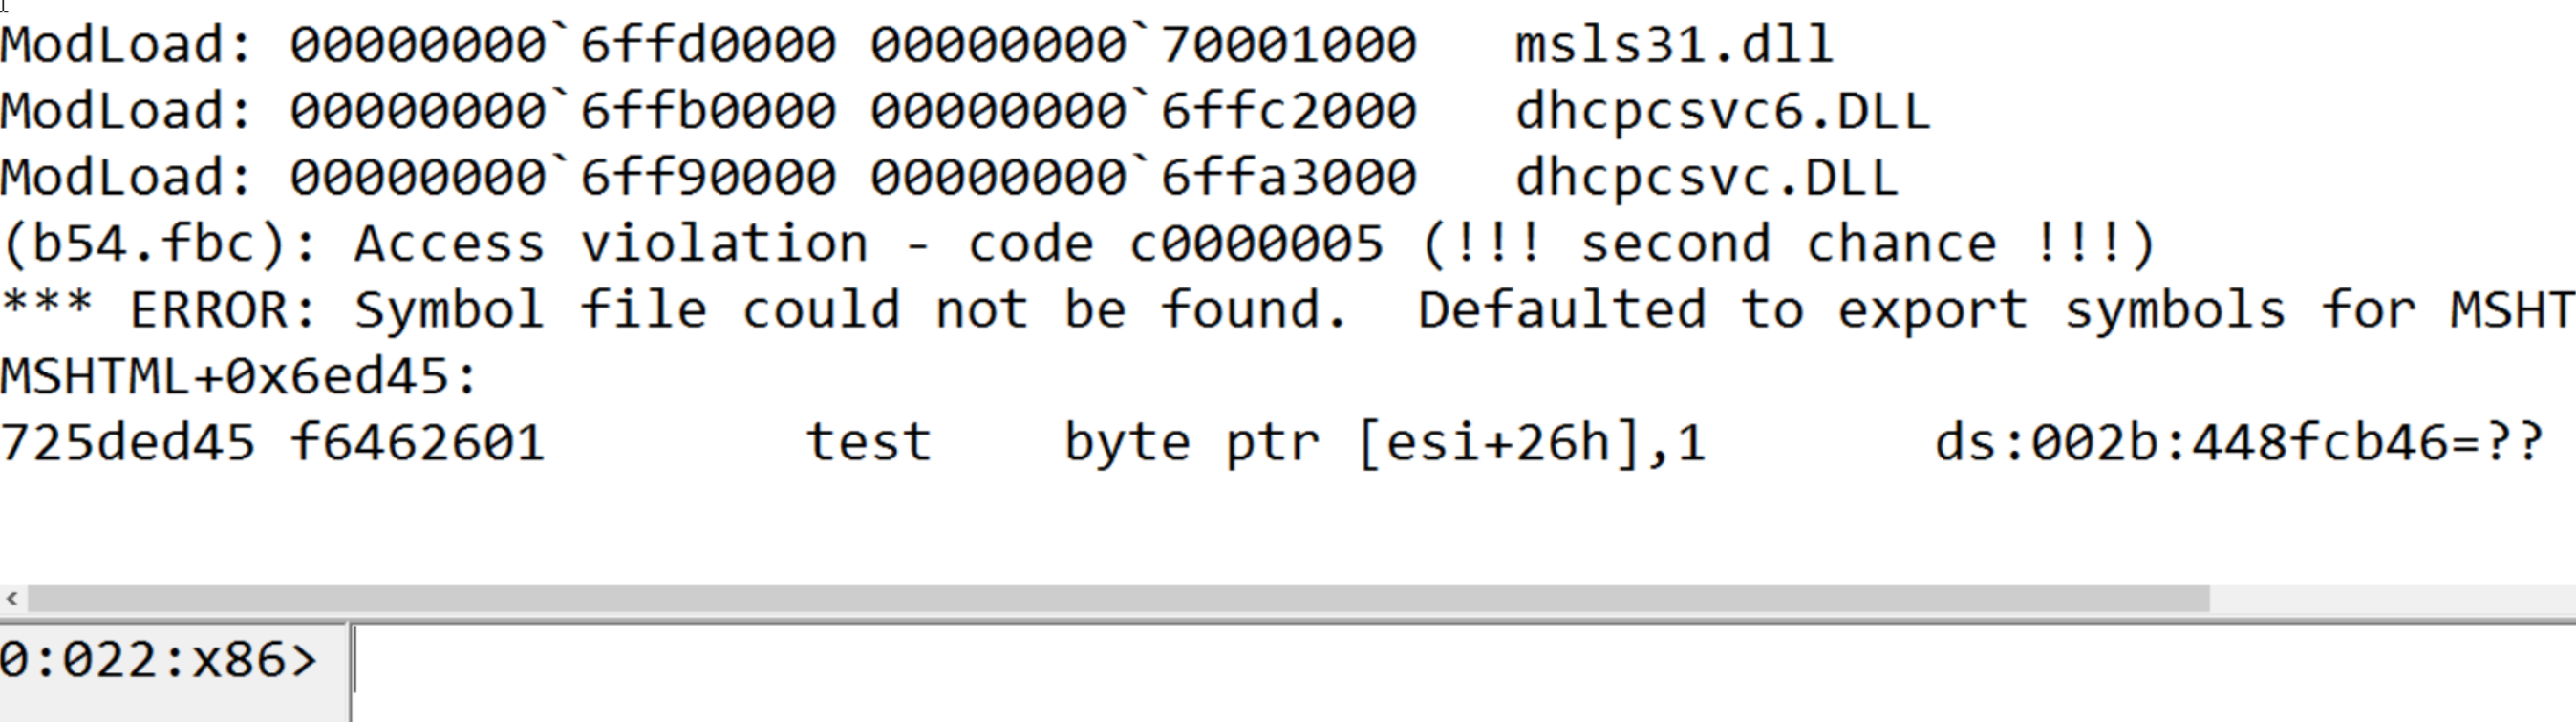 ModLoad: 00000000`6ffd0000 00000000`70001000   msls31.dll
ModLoad: 00000000`6ffb0000 00000000`6ffc2000   dhcpcsvc6.DLL
ModLoad: 00000000`6ff90000 00000000`6ffa3000   dhcpcsvc.DLL
(b54.fbc): Access violation - code c0000005 (!!! second chance !!!)
*** ERROR: Symbol file could not be found.  Defaulted to export symbols for MSHT
MSHTML+0x6ed45:
725ded45 f6462601        test    byte ptr [esi+26h],1       ds:002b:448fcb46=??
0:022:x86>